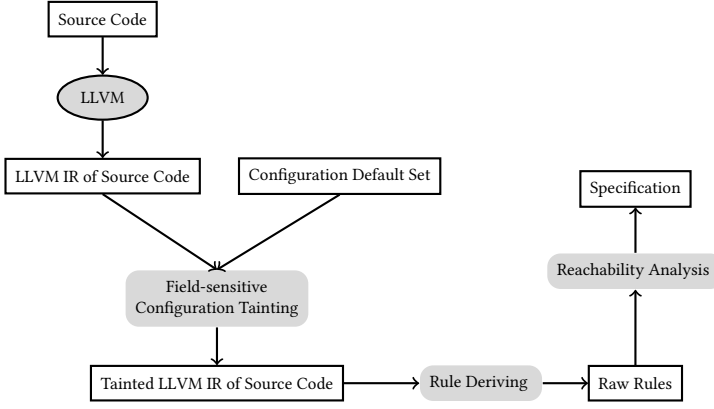 Source Code
LLVM
LLVM IR of Source Code
Configuration Default Set
Specification
Reachability Analysis
Field-sensitive
Configuration Tainting
Tainted LLVM IR of Source Code
Rule Deriving
Raw Rules